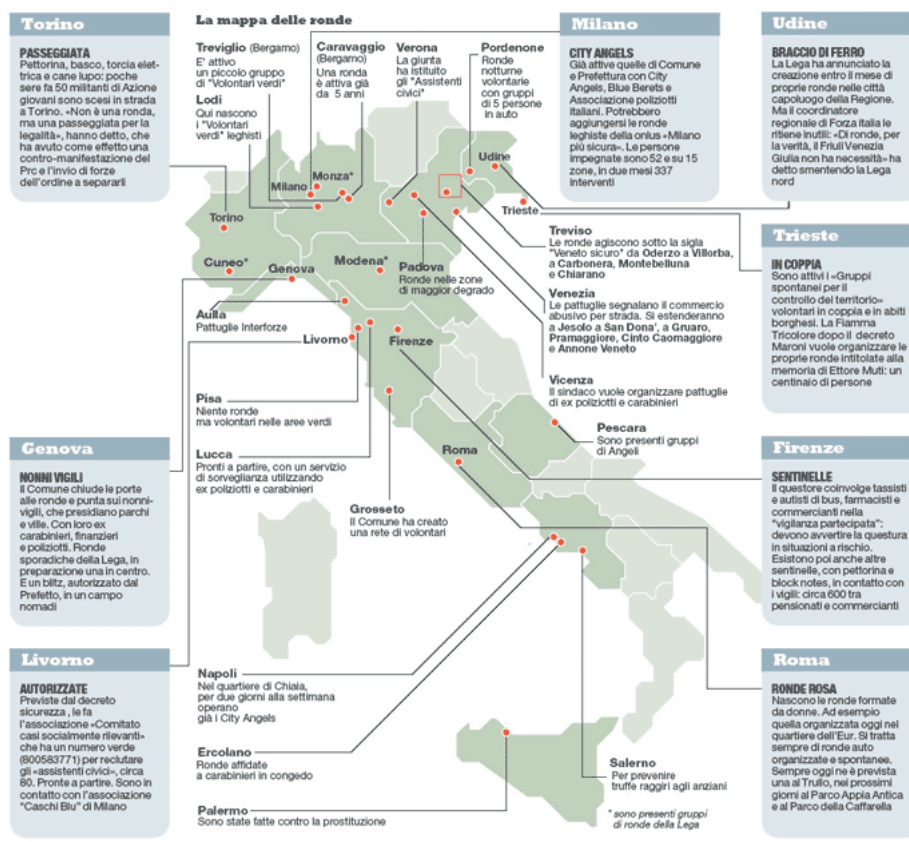 La mappa delle ronde
Torino
PASSEGGIATA
Pettorina, basco, torcia elet-
trica e cane lupo: poche
sere fa 50 militanti di Azione
giovani sono scesi in strada
a Torino. «Non è una ronda,
ma una passeggiata per la
legalità», hanno detto, che
ha avuto come effetto una
contro-manifestazione del
Prc e l'invio di forze
dell'ordine a separarli
Treviglio (Bergamo)
E' attivo
un piccolo gruppo
di "Volontari verdi"
Lodi
Qui nascono
i "Volontari
verdi" leghisti
Caravaggio
(Bergamo)
Una ronda
è attiva già
da 5 anni
Verona
La giunta
ha istituito
gli "Assistenti
civici"
Pordenone
Ronde
notturne
volontarie
con gruppi
di 5 persone
in auto
Milano
CITY ANGELS
Già attive quelle di Comune
e Prefettura con City
Angels, Blue Berets e
Associazione poliziotti
italiani. Potrebbero
aggiungersi le ronde
leghiste della onlus «Milano
più sicura». Le persone
impegnate sono 52 e su 15
zone, in due mesi 337
interventi
Udine
BRACCIO DI FERRO
La Lega ha annunciato la
creazione entro il mese di
proprie ronde nelle città
capoluogo della Regione.
Ma il coordinatore
regionale di Forza Italia le
ritiene inutili: «Di ronde, per
la verità, il Friuli Venezia
Giulia non ha necessità» ha
detto smentendo la Lega
nord
Monza*
Milano
Udine
Trieste
Torino
Cuneo*
Genova
Modena*
Padova
Ronde nelle zone
di maggior degrado
Treviso
Le ronde agiscono sotto la sigla
"Veneto sicuro" da Oderzo a Villorba,
a Carbonera, Montebelluna
e Chiarano
Venezia
Le pattuglie segnalano il commercio
abusivo per strada. Si estenderanno
a Jesolo a San Dona', a Gruaro,
Pramaggiore, Cinto Caomaggiore
e Annone Veneto
Vicenza
Il sindaco vuole organizzare pattuglie
di ex poliziotti e carabinieri
Trieste
IN COPPIA
Sono attivi i «Gruppi
spontanei per il
controllo del territorio»
volontari in coppia e in abiti
borghesi. La Fiamma
Tricolore dopo il decreto
Maroni vuole organizzare le
proprie ronde intitolate alla
memoria di Ettore Muti: un
centinaio di persone
Aulla
Pattuglie Interforze
Livorno
Firenze
Pisa
Niente ronde
ma volontari nelle aree verdi
Lucca
Pronti a partire, con un servizio
di sorveglianza utilizzando
ex poliziotti e carabinieri
Grosseto
Il Comune ha creato
una rete di volontari
Roma
Pescara
Sono presenti gruppi
di Angeli
Genova
NONNI VIGILI
Il Comune chiude le porte
alle ronde e punta sui nonni-
vigili, che presidiano parchi
e ville. Con loro ex
carabinieri, finanzieri
e poliziotti. Ronde
sporadiche della Lega, in
preparazione una in centro.
E un blitz, autorizzato dal
Prefetto, in un campo
nomadi
Firenze
SENTINELLE
Il questore coinvolge tassisti
e autisti di bus, farmacisti e
commercianti nella
"vigilanza partecipata":
devono avvertire la questura
in situazioni a rischio.
Esistono poi anche altre
sentinelle, con pettorina e
block notes, in contatto con
i vigili: circa 600 tra
pensionati e commercianti
Livorno
AUTORIZZATE
Previste dal decreto
sicurezza , le fa
l'associazione «Comitato
casi socialmente rilevanti»
che ha un numero verde
(800583771) per reclutare
gli «assistenti civici», circa
80. Pronte a partire. Sono in
contatto con l'associazione
"Caschi Blu" di Milano
Napoli
Nel quartiere di Chiaia,
per due giorni alla settimana
operano
già i City Angels
Ercolano
Ronde affidate
a carabinieri in congedo
Palermo
Sono state fatte contro la prostituzione
Salerno
Per prevenire
truffe raggiri agli anziani
* sono presenti gruppi
di ronde della Lega
Roma
RONDE ROSA
Nascono le ronde formate
da donne. Ad esempio
quella organizzata oggi nel
quartiere dell'Eur. Si tratta
sempre di ronde auto
organizzate e spontanee.
Sempre oggi ne è prevista
una al Trullo, nei prossimi
giorni al Parco Appia Antica
e al Parco della Caffarella